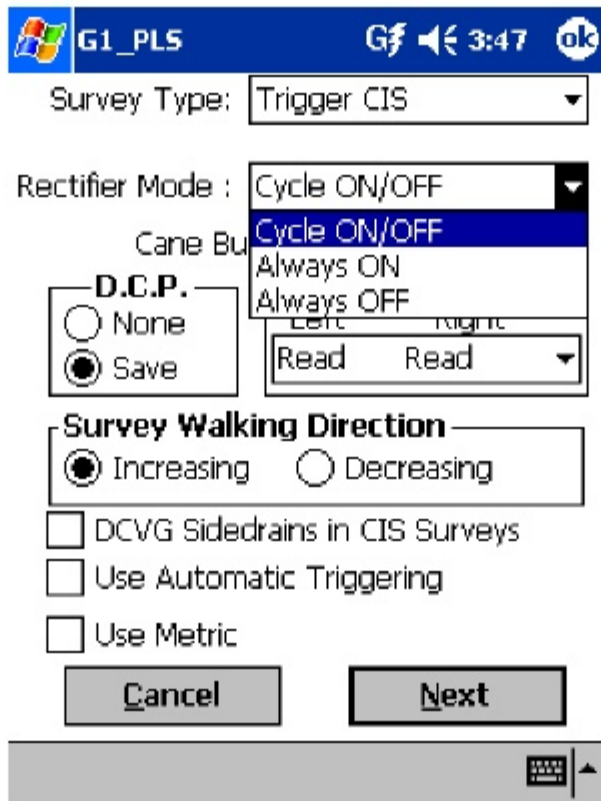 G1_PLS 3:47 ok
Survey Type: Trigger CIS
Rectifier Mode : Cycle ON/OFF
Cycle ON/OFF
Cane Bu
Always ON
Always OFF
D.C.P.
None
Save
Left Right
Read Read
Survey Walking Direction
Increasing Decreasing
DCVG Sidedrains in CIS Surveys
Use Automatic Triggering
Use Metric
Cancel Next